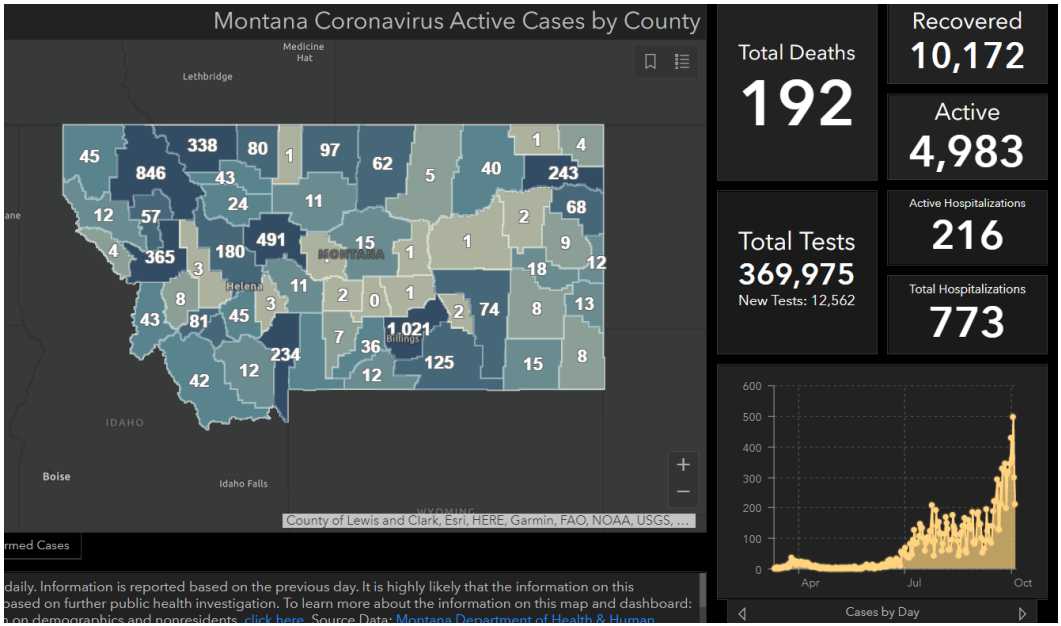 Montana Coronavirus Active Cases by County
Medicine
Hat
Lethbridge
45
846
338
80
1
97
62
5
40
1
4
243
43
24
11
12
57
2
68
4
365
180
491
15
1
1
9
3
MONTANA
18
12
Helena
8
3
11
2
0
1
2
74
8
13
43
81
45
1,021
Billings
234
7
36
125
42
12
12
15
8
ane
IDAHO
Boise
Idaho Falls
WYOMING
+
−
County of Lewis and Clark, Esri, HERE, Garmin, FAO, NOAA, USGS, ...
rmed Cases
daily. Information is reported based on the previous day. It is highly likely that the information on this
based on further public health investigation. To learn more about the information on this map and dashboard:
on demographics and nonresidents, click here. Source Data: Montana Department of Health & Human
Total Deaths
192
Recovered
10,172
Active
4,983
Total Tests
369,975
New Tests: 12,562
Active Hospitalizations
216
Total Hospitalizations
773
600
500
400
300
200
100
0
Apr
Jul
Oct
Cases by Day